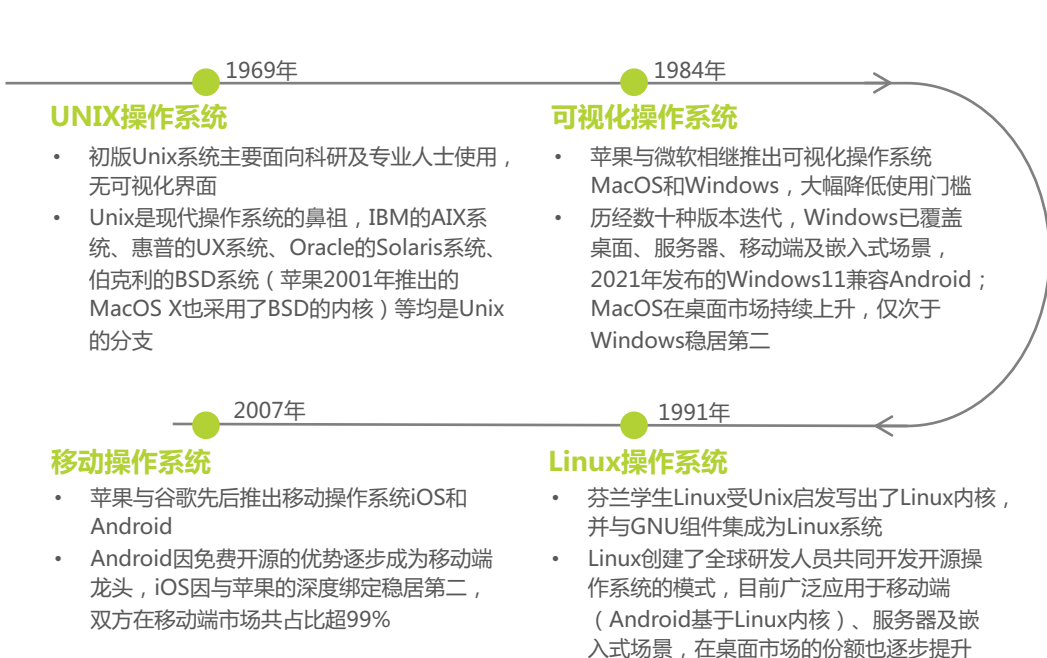 1969年
UNIX操作系统
• 初版Unix系统主要面向科研及专业人士使用，
无可视化界面
• Unix是现代操作系统的鼻祖，IBM的AIX系
统、惠普的UX系统、Oracle的Solaris系统、
伯克利的BSD系统（苹果2001年推出的
MacOS X也采用了BSD的内核）等均是Unix
的分支
1984年
可视化操作系统
• 苹果与微软相继推出可视化操作系统
MacOS和Windows，大幅降低使用门槛
• 历经数十种版本迭代，Windows已覆盖
桌面、服务器、移动端及嵌入式场景，
2021年发布的Windows11兼容Android；
MacOS在桌面市场持续上升，仅次于
Windows稳居第二
1991年
Linux操作系统
• 芬兰学生Linux受Unix启发写出了Linux内核，
并与GNU组件集成为Linux系统
• Linux创建了全球研发人员共同开发开源操
作系统的模式，目前广泛应用于移动端
（Android基于Linux内核）、服务器及嵌
入式场景，在桌面市场的份额也逐步提升
2007年
移动操作系统
• 苹果与谷歌先后推出移动操作系统iOS和
Android
• Android因免费开源的优势逐步成为移动端
龙头，iOS因与苹果的深度绑定稳居第二，
双方在移动端市场共占比超99%